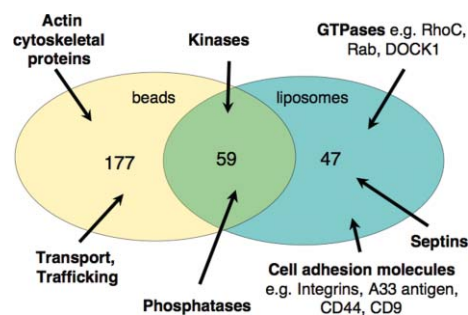 Actin
cytoskeletal
proteins
Kinases
GTPases e.g. RhoC,
Rab, DOCK1
beads
liposomes
177
59
47
Transport,
Trafficking
Phosphatases
Septins
Cell adhesion molecules
e.g. Integrins, A33 antigen,
CD44, CD9